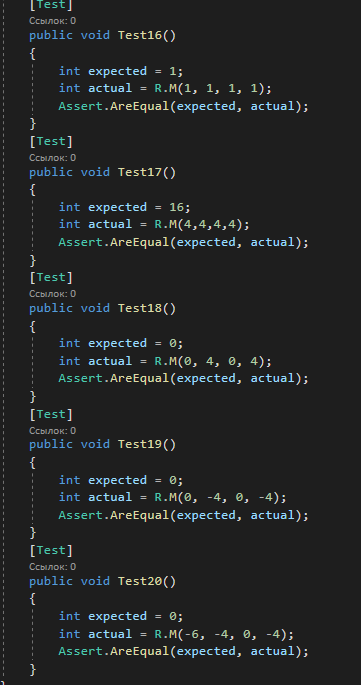 [Test]
Ссылок: 0
public void Test16()
{
int expected = 1;
int actual = R.M(1, 1, 1, 1);
Assert.AreEqual(expected, actual);
}
[Test]
Ссылок: 0
public void Test17()
{
int expected = 16;
int actual = R.M(4,4,4,4);
Assert.AreEqual(expected, actual);
}
[Test]
Ссылок: 0
public void Test18()
{
int expected = 0;
int actual = R.M(0, 4, 0, 4);
Assert.AreEqual(expected, actual);
}
[Test]
Ссылок: 0
public void Test19()
{
int expected = 0;
int actual = R.M(0, -4, 0, -4);
Assert.AreEqual(expected, actual);
}
[Test]
Ссылок: 0
public void Test20()
{
int expected = 0;
int actual = R.M(-6, -4, 0, -4);
Assert.AreEqual(expected, actual);
}
}